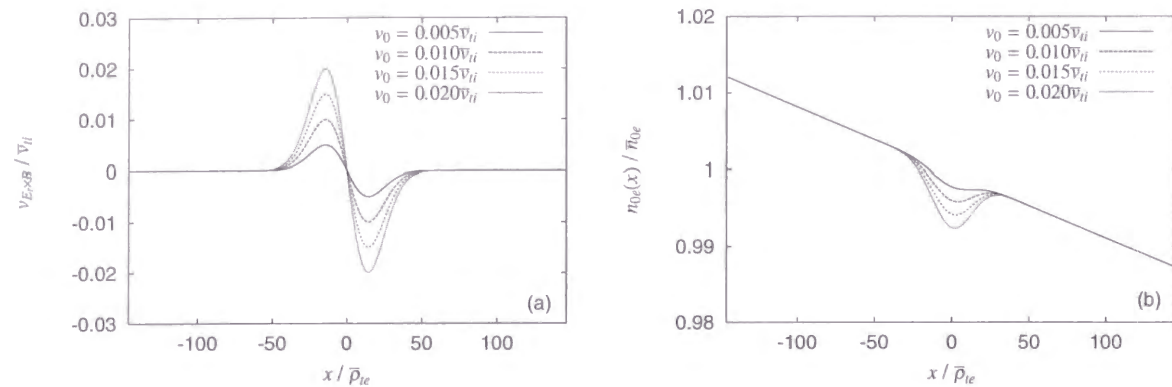 0.03
0.02
0.01
0
-0.01
-0.02
-0.03
-100
-50
0
50
100
v_{E_r×B} / v̅_{ti}
x / ρ̅_{te}
v₀ = 0.005v̅_{ti}
v₀ = 0.010v̅_{ti}
v₀ = 0.015v̅_{ti}
v₀ = 0.020v̅_{ti}
(a)
1.02
1.01
1
0.99
0.98
-100
-50
0
50
100
n_{0e}(x) / n̅_{0e}
x / ρ̅_{te}
v₀ = 0.005v̅_{ti}
v₀ = 0.010v̅_{ti}
v₀ = 0.015v̅_{ti}
v₀ = 0.020v̅_{ti}
(b)